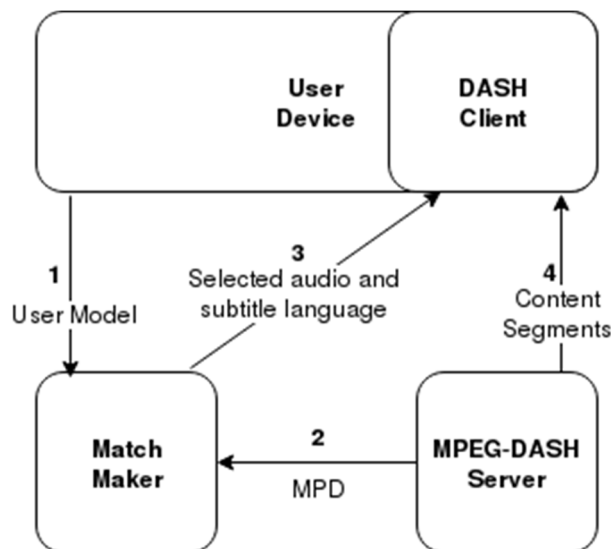 User
Device
DASH
Client
1
User Model
3
Selected audio and
subtitle language
4
Content
Segments
Match
Maker
2
MPD
MPEG-DASH
Server